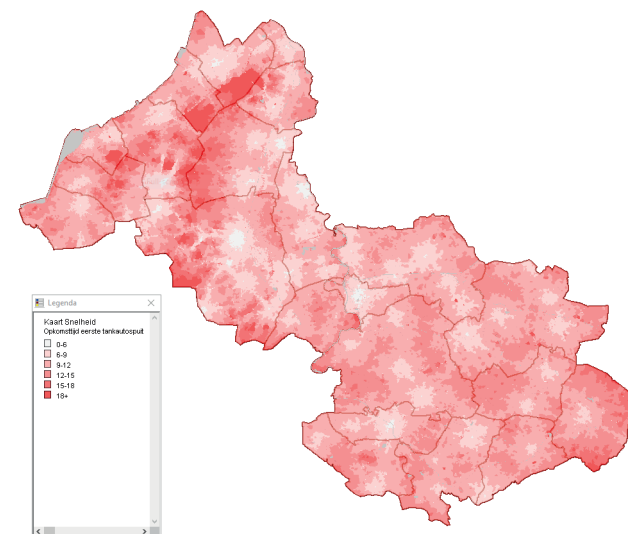 Legenda
Kaart Snelheid
Opkomsttijd eerste tankautospuit
0-6
6-9
9-12
12-15
15-18
18+